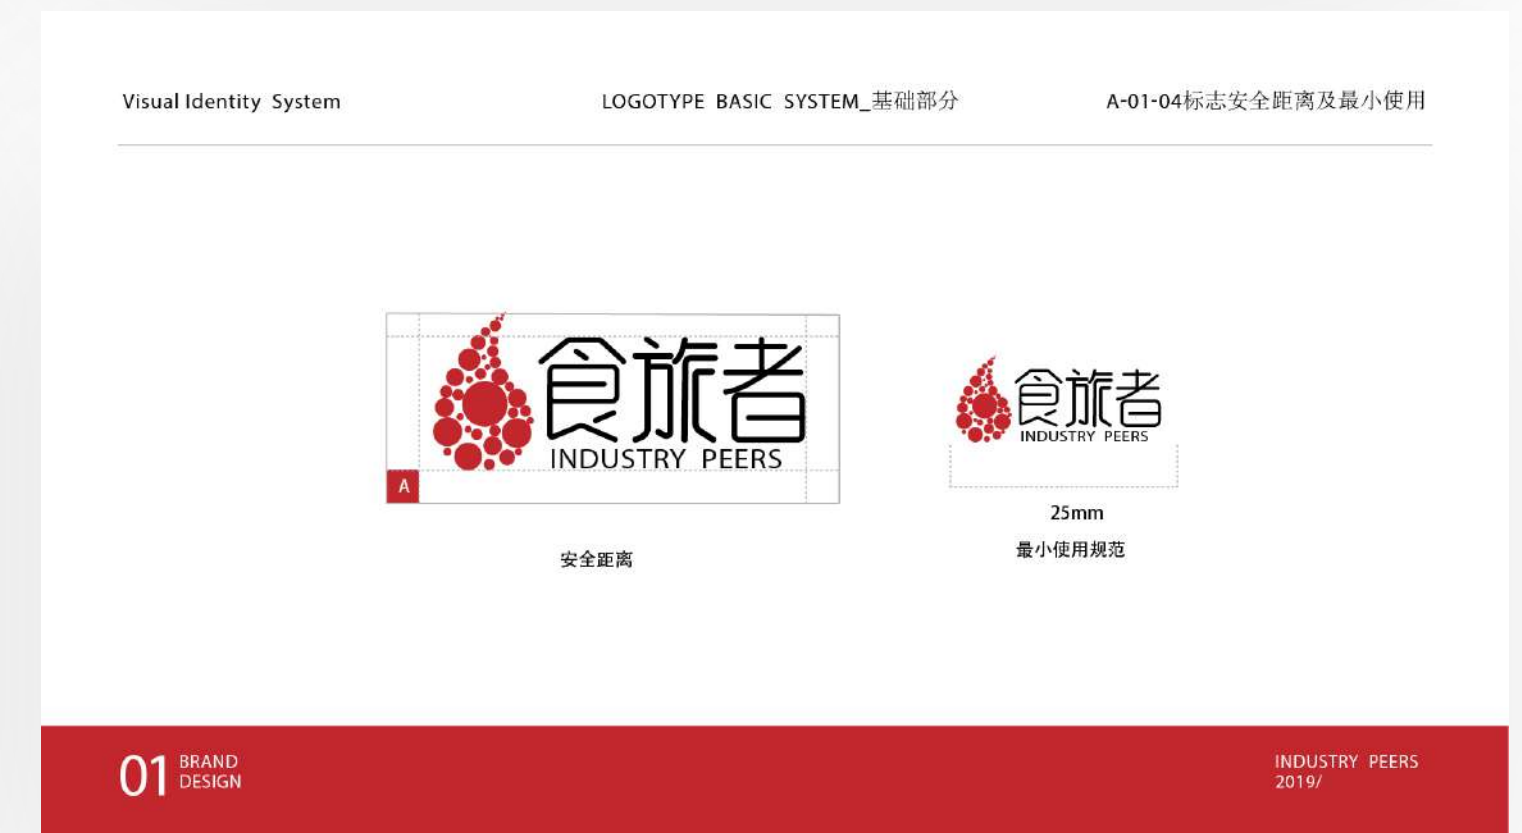 Visual Identity System
LOGOTYPE BASIC SYSTEM_基础部分
A-01-04标志安全距离及最小使用
食旅者
INDUSTRY PEERS
A
安全距离
食旅者
INDUSTRY PEERS
25mm
最小使用规范
01
BRAND
DESIGN
INDUSTRY PEERS
2019/